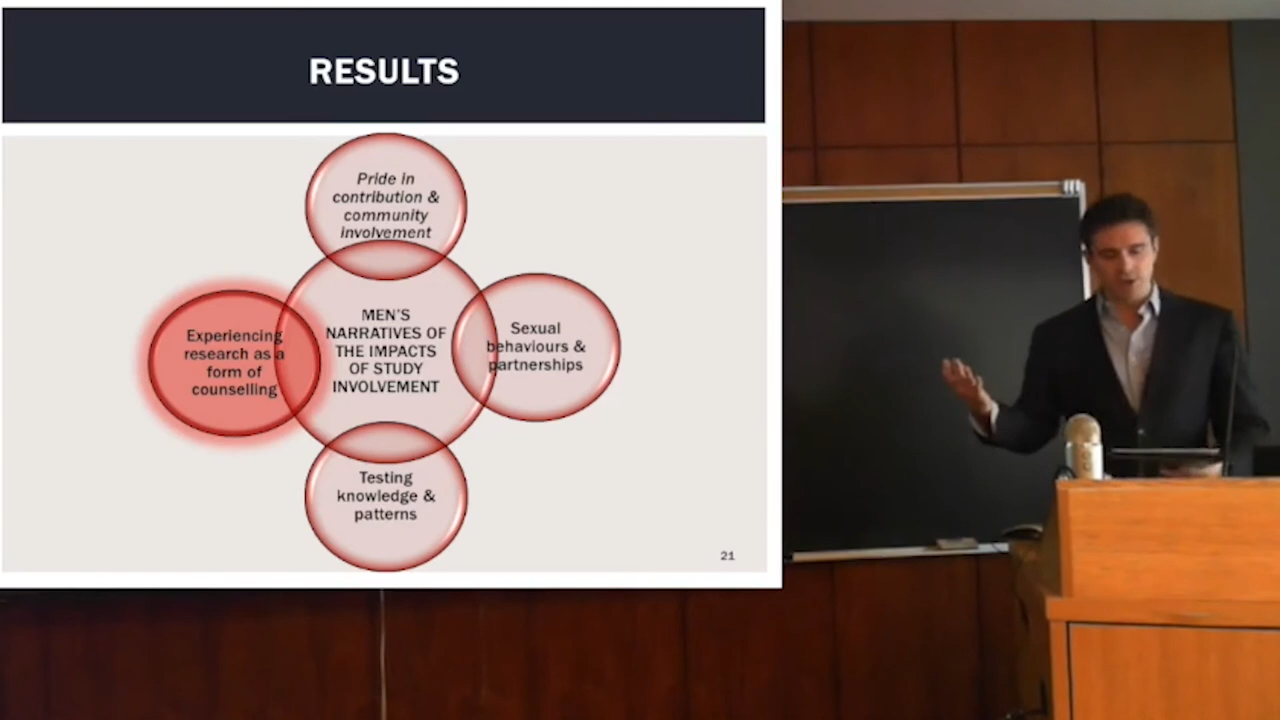 RESULTS
Pride in
contribution &
community
involvement
Experiencing
research as a
form of
counselling
MEN'S
NARRATIVES OF
THE IMPACTS
OF STUDY
INVOLVEMENT
Sexual
behaviours &
partnerships
Testing
knowledge &
patterns
21